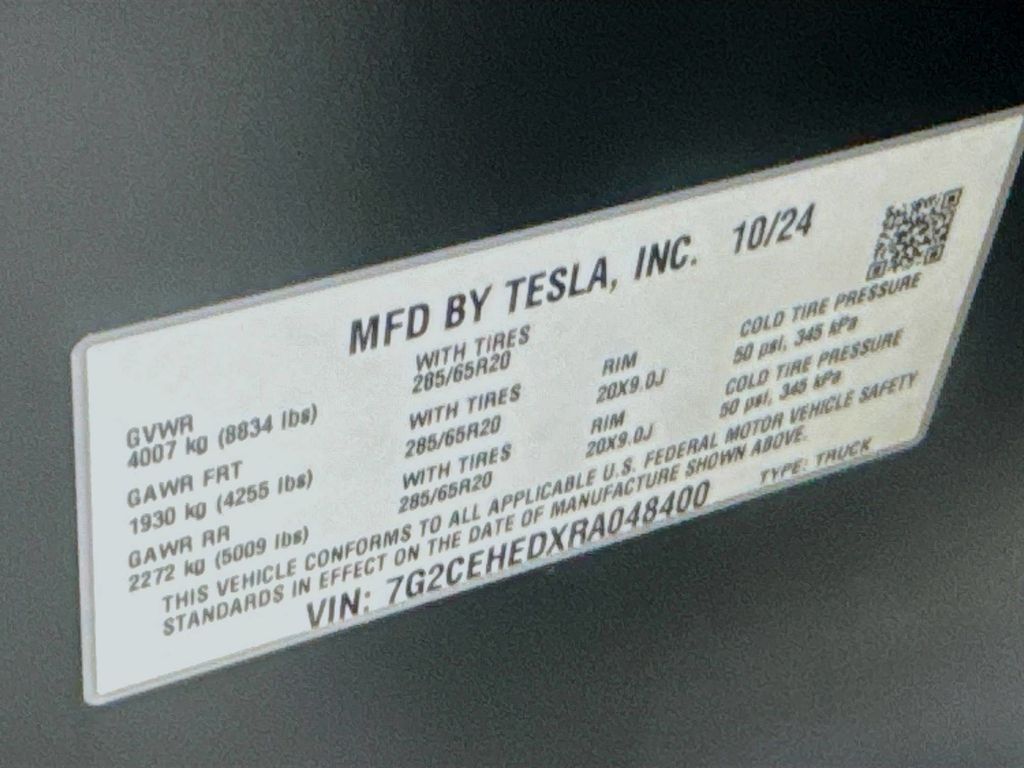 MFD BY TESLA, INC. 10/24
GVWR
4007 kg (8834 lbs)
WITH TIRES
285/65R20
GAWR FRT
1930 kg (4255 lbs)
WITH TIRES
285/65R20
RIM
20X9.0J
COLD TIRE PRESSURE
50 psi, 345 kPa
GAWR RR
2272 kg (5009 lbs)
WITH TIRES
285/65R20
RIM
20X9.0J
COLD TIRE PRESSURE
50 psi, 345 kPa
THIS VEHICLE CONFORMS TO ALL APPLICABLE U.S. FEDERAL MOTOR VEHICLE SAFETY
STANDARDS IN EFFECT ON THE DATE OF MANUFACTURE SHOWN ABOVE.
VIN: 7G2CEHEDXRA048400 TYPE: TRUCK